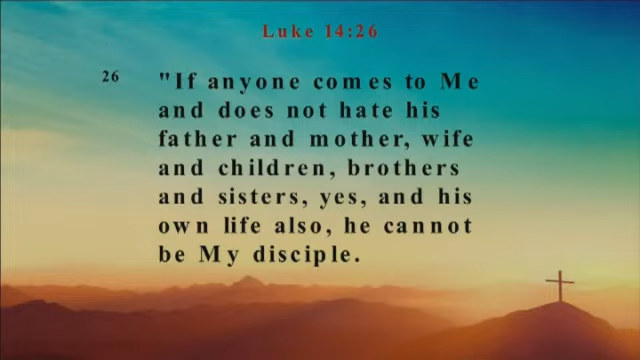 Luke 14:26
26 "If anyone comes to Me
and does not hate his
father and mother, wife
and children, brothers
and sisters, yes, and his
own life also, he cannot
be My disciple.